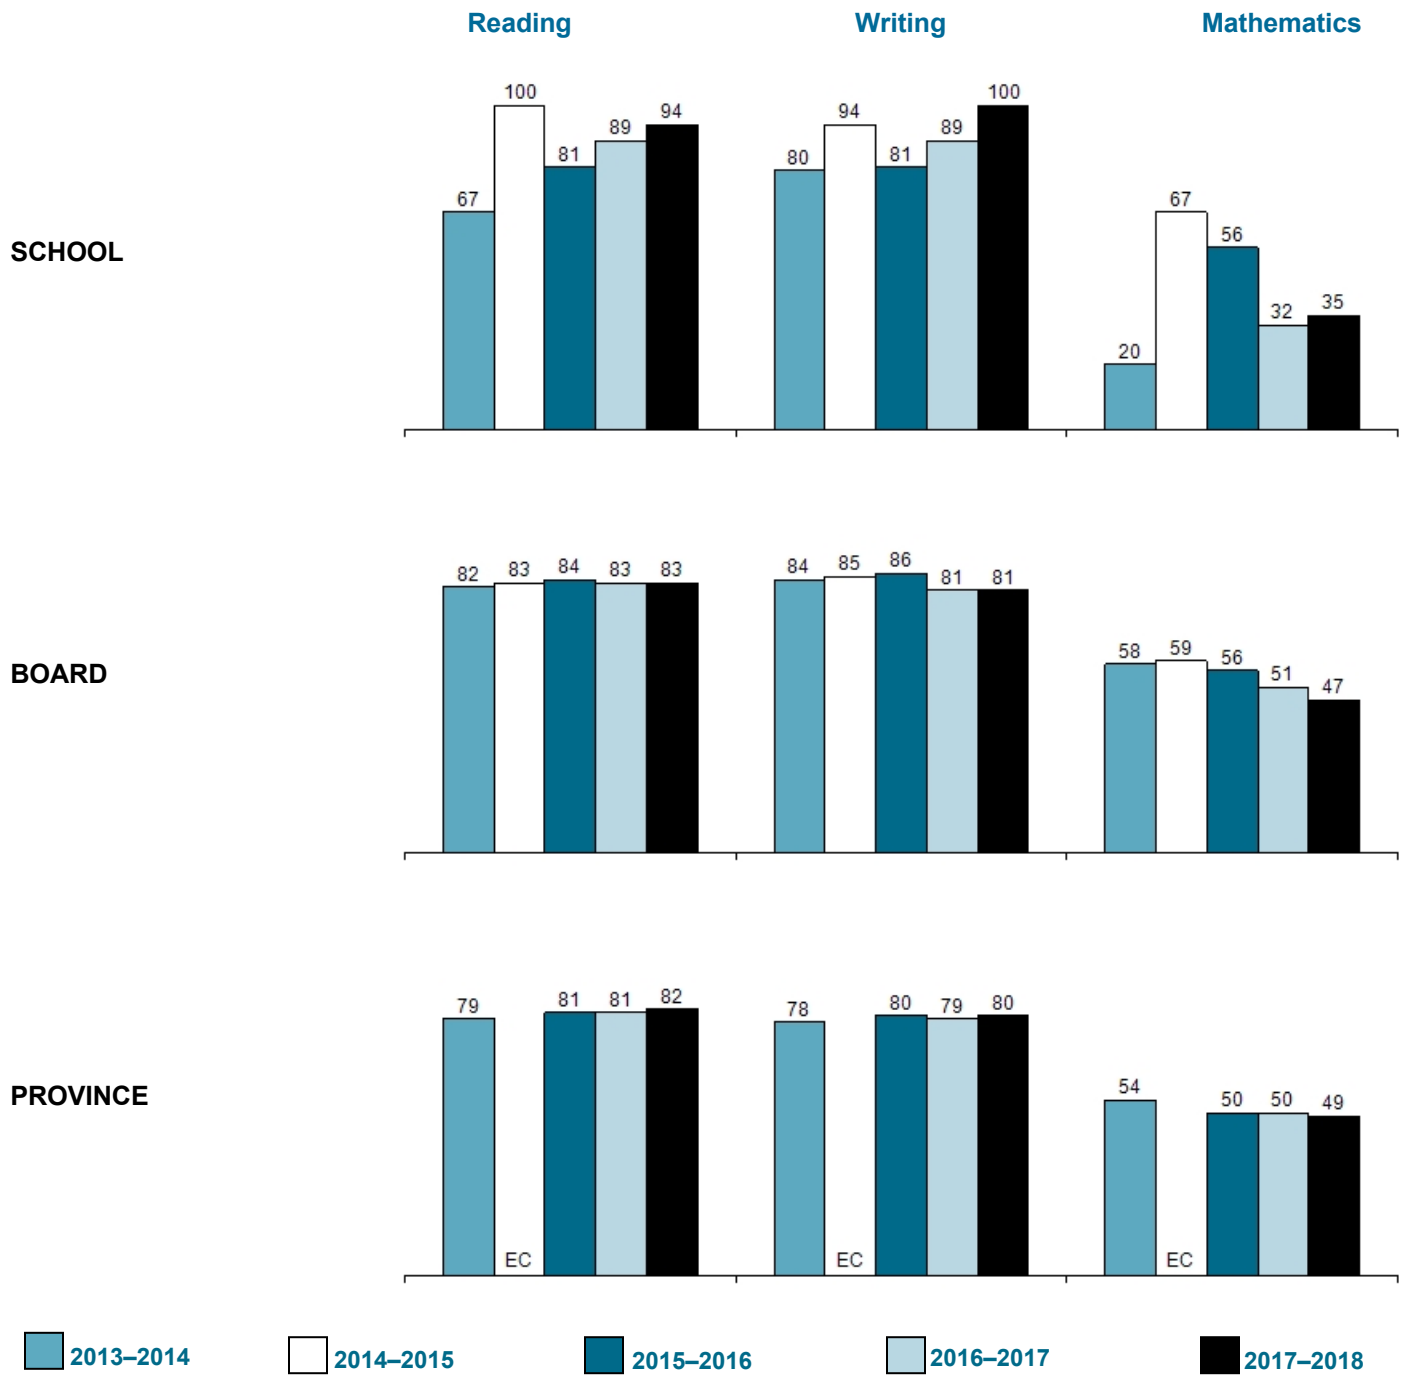 Reading Writing Mathematics
SCHOOL
67 100 81 89 94
80 94 81 89 100
20 67 56 32 35
BOARD
82 83 84 83 83
84 85 86 81 81
58 59 56 51 47
PROVINCE
79 EC 81 81 82
78 EC 80 79 80
54 EC 50 50 49
2013–2014 2014–2015 2015–2016 2016–2017 2017–2018